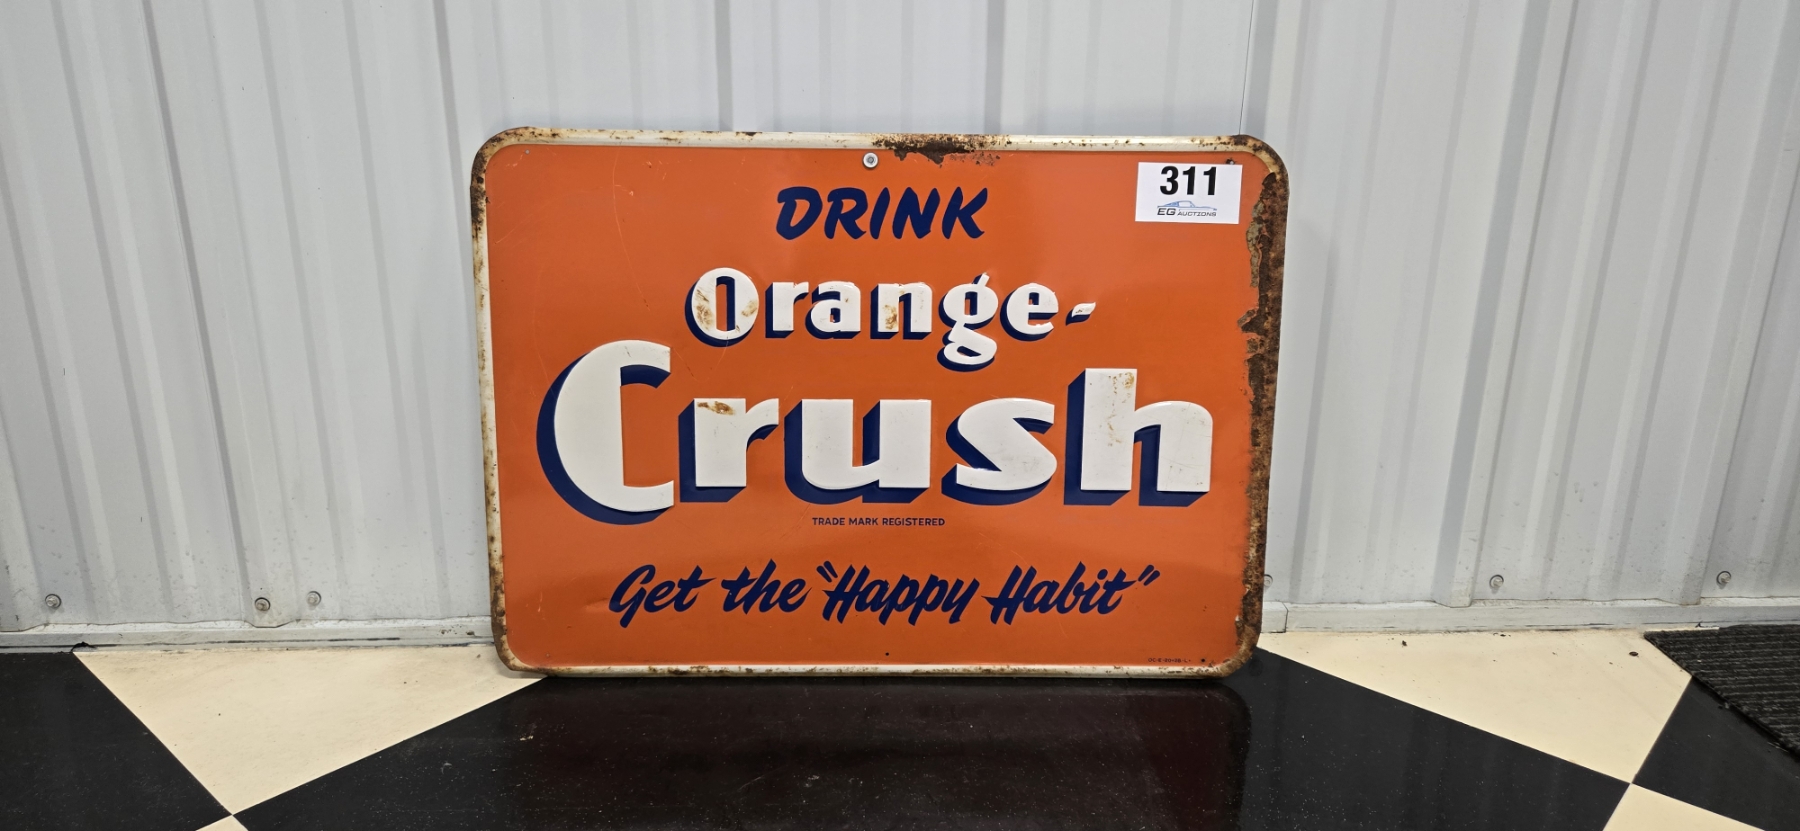 311
EG AUCTIONS
DRINK
Orange-
Crush
TRADE MARK REGISTERED
Get the "Happy Habit"